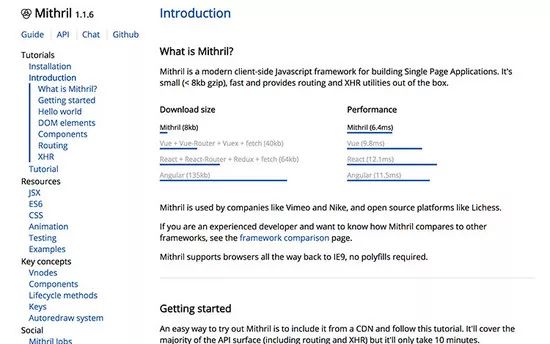 Mithril 1.1.6
Guide API Chat Github
Tutorials
Installation
Introduction
What is Mithril?
Getting started
Hello world
DOM elements
Components
Routing
XHR
Tutorial
Resources
JSX
ES6
CSS
Animation
Testing
Examples
Key concepts
Vnodes
Components
Lifecycle methods
Keys
Autoredraw system
Social
Mithril Jobs
Introduction
What is Mithril?
Mithril is a modern client-side Javascript framework for building Single Page Applications. It's
small (< 8kb gzip), fast and provides routing and XHR utilities out of the box.
Download size
Mithril (8kb)
Vue + Vue-Router + Vuex + fetch (40kb)
React + React-Router + Redux + fetch (64kb)
Angular (135kb)
Performance
Mithril (6.4ms)
Vue (9.8ms)
React (12.1ms)
Angular (11.5ms)
Mithril is used by companies like Vimeo and Nike, and open source platforms like Lichess.
If you are an experienced developer and want to know how Mithril compares to other
frameworks, see the framework comparison page.
Mithril supports browsers all the way back to IE9, no polyfills required.
Getting started
An easy way to try out Mithril is to include it from a CDN and follow this tutorial. It'll cover the
majority of the API surface (including routing and XHR) but it'll only take 10 minutes.